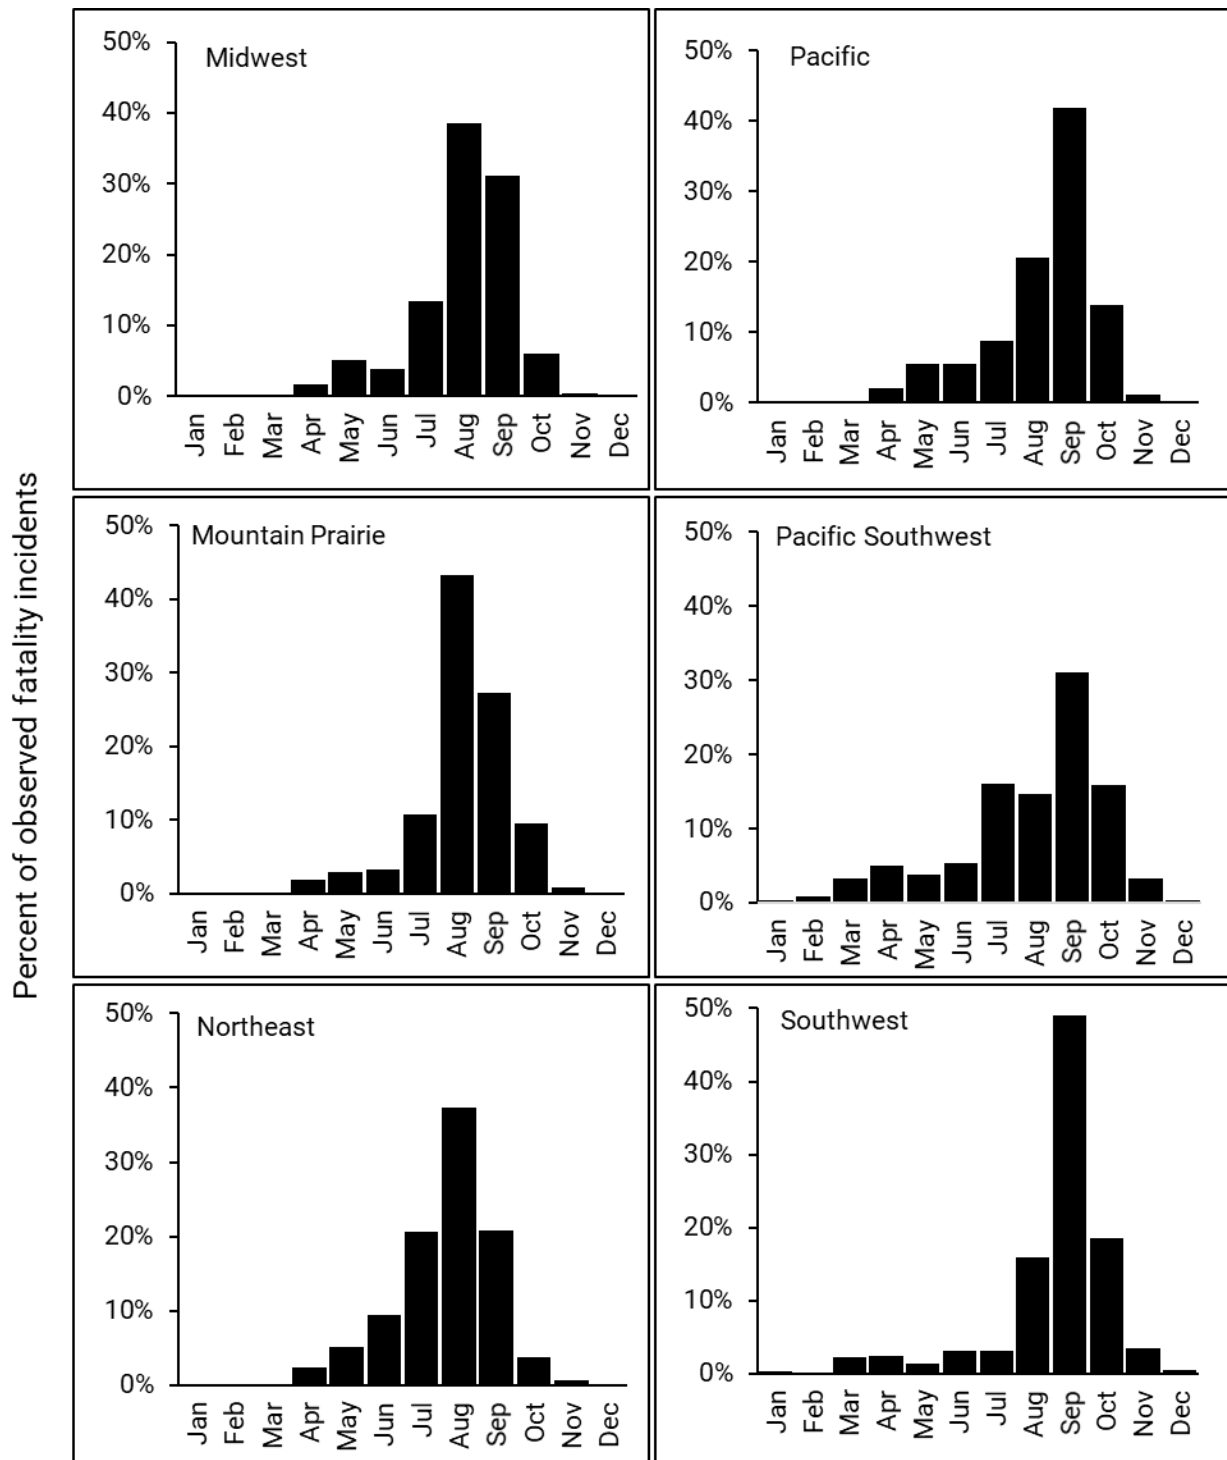 Percent of observed fatality incidents
Midwest
50%
40%
30%
20%
10%
0%
Jan Feb Mar Apr May Jun Jul Aug Sep Oct Nov Dec
Pacific
50%
40%
30%
20%
10%
0%
Jan Feb Mar Apr May Jun Jul Aug Sep Oct Nov Dec
Mountain Prairie
50%
40%
30%
20%
10%
0%
Jan Feb Mar Apr May Jun Jul Aug Sep Oct Nov Dec
Pacific Southwest
50%
40%
30%
20%
10%
0%
Jan Feb Mar Apr May Jun Jul Aug Sep Oct Nov Dec
Northeast
50%
40%
30%
20%
10%
0%
Jan Feb Mar Apr May Jun Jul Aug Sep Oct Nov Dec
Southwest
50%
40%
30%
20%
10%
0%
Jan Feb Mar Apr May Jun Jul Aug Sep Oct Nov Dec